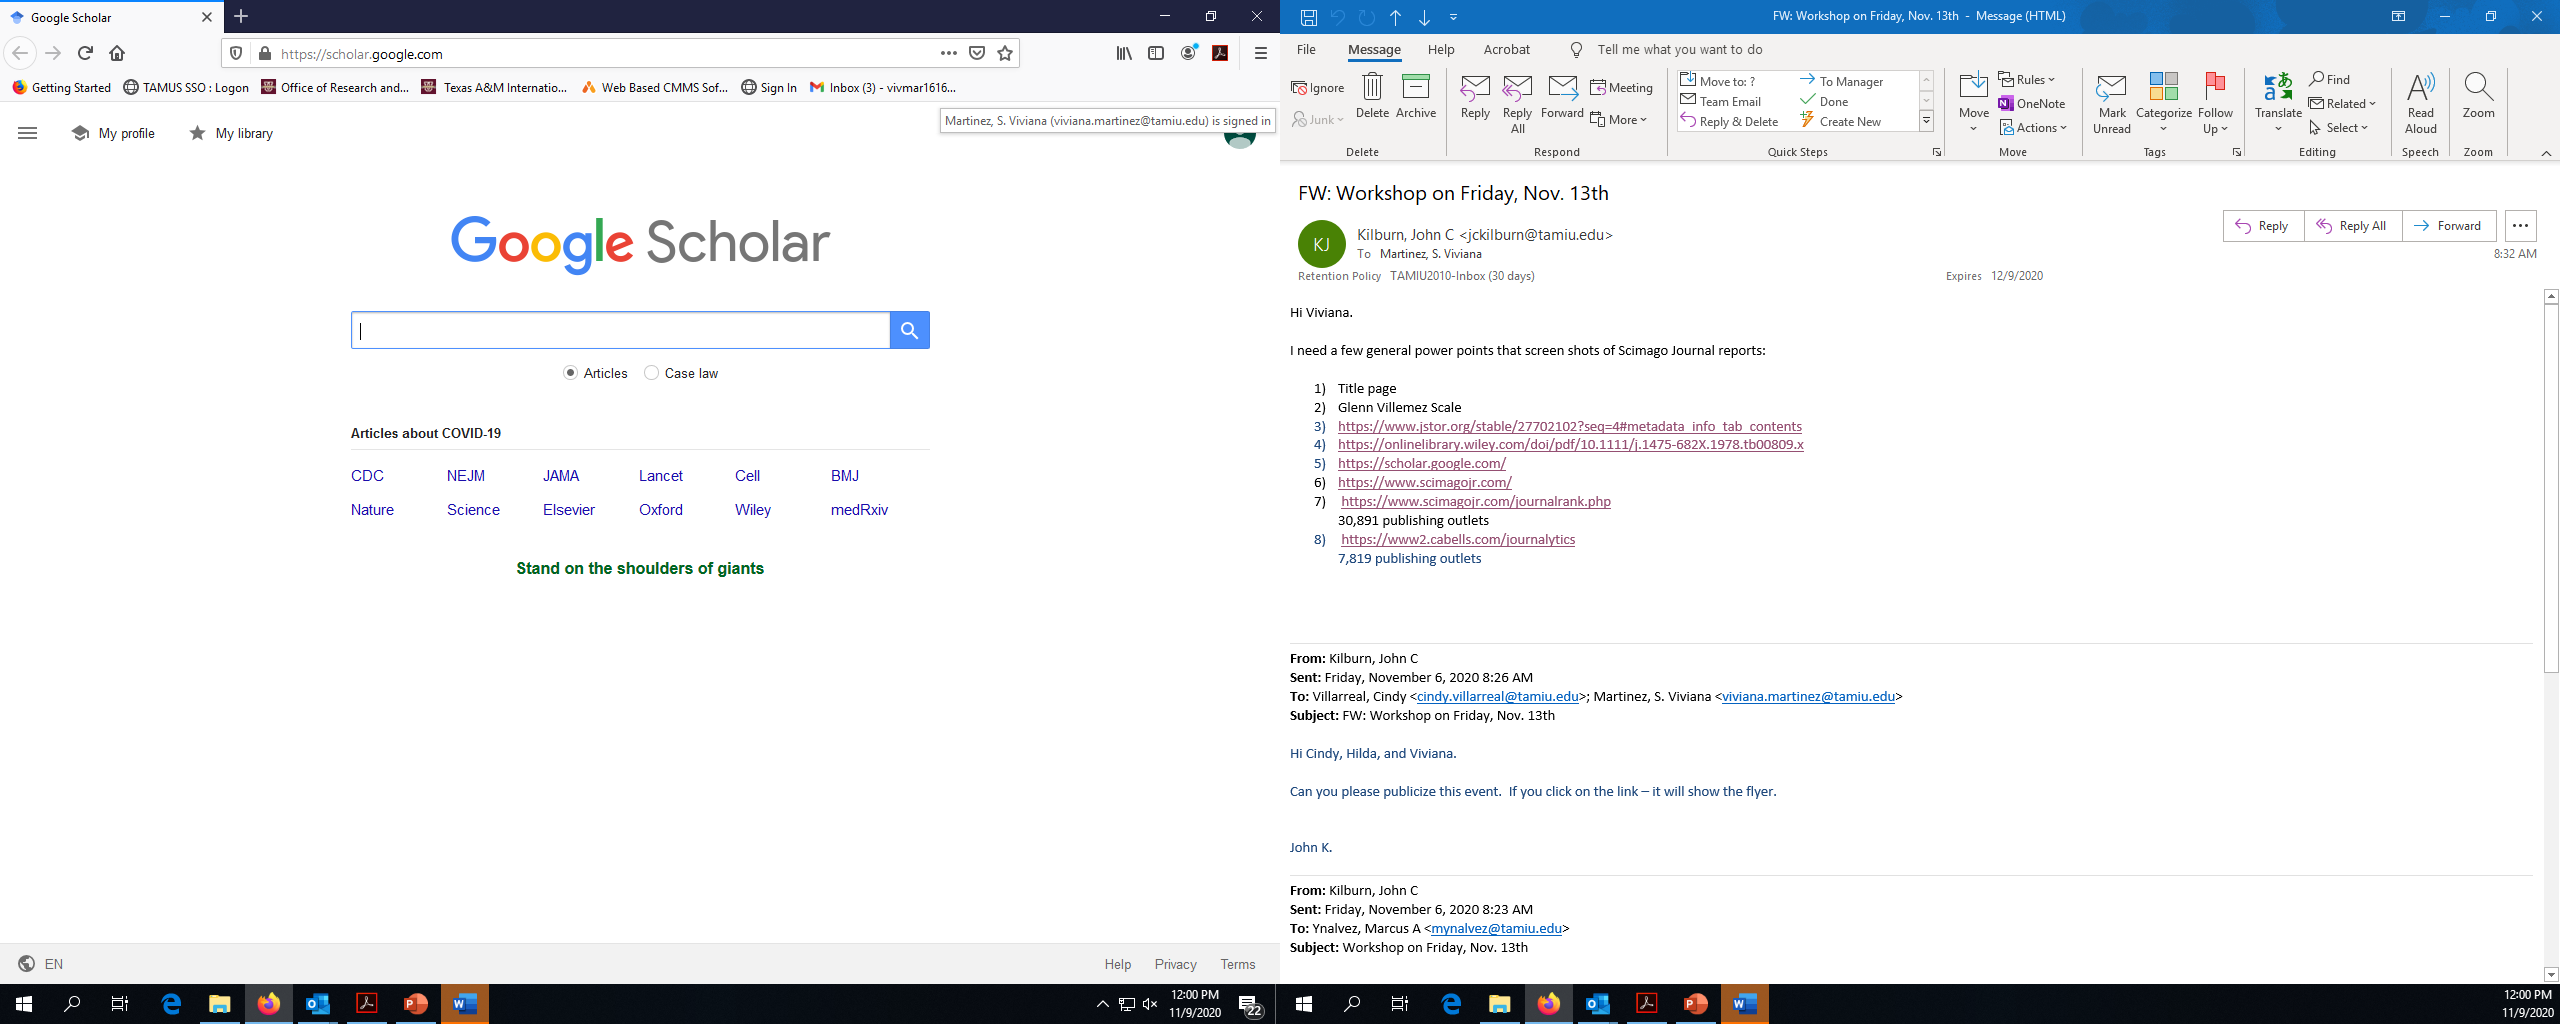 Google Scholar
https://scholar.google.com
Getting Started
TAMUS SSO : Logon
Office of Research and...
Texas A&M Internatio...
Web Based CMMS Sof...
Sign In
Inbox (3) - vivmar1616...
My profile
My library
Martinez, S. Viviana (viviana.martinez@tamiu.edu) is signed in
Google Scholar
Articles
Case law
Articles about COVID-19
CDC NEJM JAMA Lancet Cell BMJ
Nature Science Elsevier Oxford Wiley medRxiv
Stand on the shoulders of giants
EN
Help Privacy Terms
12:00 PM
11/9/2020
22
FW: Workshop on Friday, Nov. 13th - Message (HTML)
File Message Help Acrobat Tell me what you want to do
Ignore
Junk
Delete
Archive
Delete
Reply
Reply All
Forward
Meeting
More
Respond
Move to: ?
Team Email
Reply & Delete
To Manager
Done
Create New
Quick Steps
Move
Rules
OneNote
Actions
Move
Mark Unread
Categorize
Follow Up
Tags
Translate
Find
Related
Select
Editing
Read Aloud
Speech
Zoom
Zoom
FW: Workshop on Friday, Nov. 13th
KJ
Kilburn, John C <jckilburn@tamiu.edu>
To Martinez, S. Viviana
Retention Policy TAMIU2010-Inbox (30 days)
Expires 12/9/2020
Reply Reply All Forward
8:32 AM
Hi Viviana.
I need a few general power points that screen shots of Scimago Journal reports:
1) Title page
2) Glenn Villemez Scale
3) https://www.jstor.org/stable/27702102?seq=4#metadata_info_tab_contents
4) https://onlinelibrary.wiley.com/doi/pdf/10.1111/j.1475-682X.1978.tb00809.x
5) https://scholar.google.com/
6) https://www.scimagojr.com/
7) https://www.scimagojr.com/journalrank.php
30,891 publishing outlets
8) https://www2.cabells.com/journalytics
7,819 publishing outlets
From: Kilburn, John C
Sent: Friday, November 6, 2020 8:26 AM
To: Villarreal, Cindy <cindy.villarreal@tamiu.edu>; Martinez, S. Viviana <viviana.martinez@tamiu.edu>
Subject: FW: Workshop on Friday, Nov. 13th
Hi Cindy, Hilda, and Viviana.
Can you please publicize this event. If you click on the link – it will show the flyer.
John K.
From: Kilburn, John C
Sent: Friday, November 6, 2020 8:23 AM
To: Ynalvez, Marcus A <mynalvez@tamiu.edu>
Subject: Workshop on Friday, Nov. 13th
12:00 PM
11/9/2020